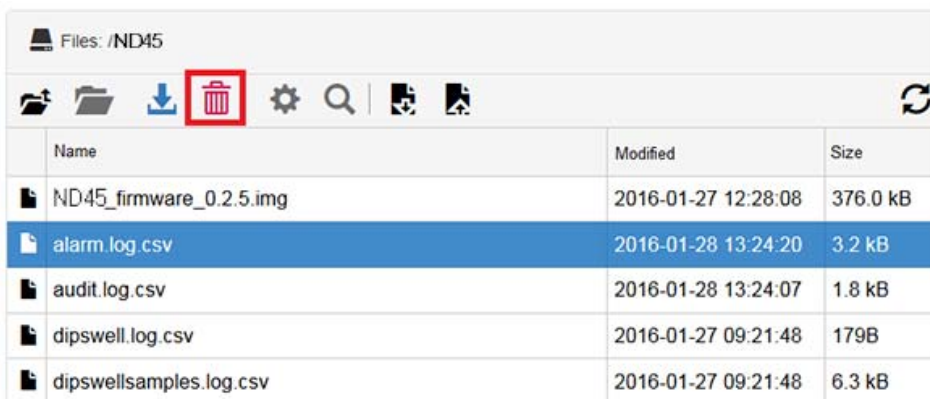 Files: /ND45
Name Modified Size
ND45_firmware_0.2.5.img 2016-01-27 12:28:08 376.0 kB
alarm.log.csv 2016-01-28 13:24:20 3.2 kB
audit.log.csv 2016-01-28 13:24:07 1.8 kB
dipswell.log.csv 2016-01-27 09:21:48 179B
dipswellsamples.log.csv 2016-01-27 09:21:48 6.3 kB